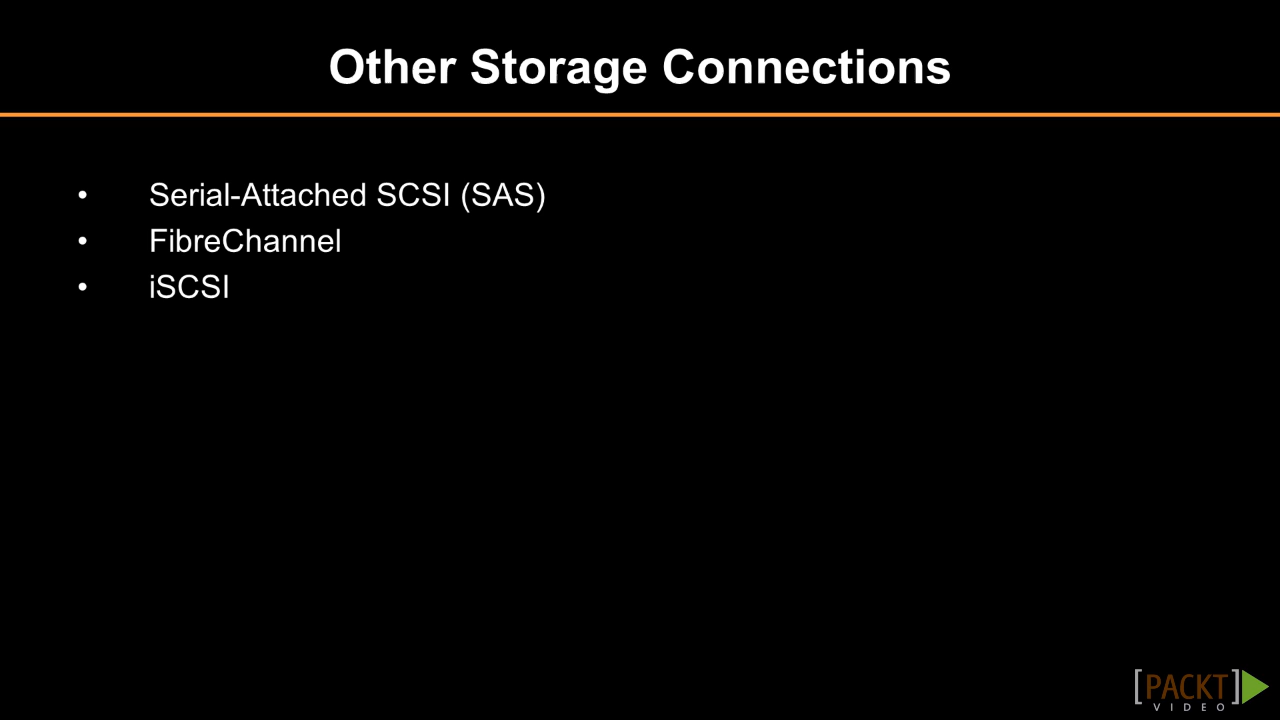 Other Storage Connections
• Serial-Attached SCSI (SAS)
• FibreChannel
• iSCSI
[PACKT]
VIDEO